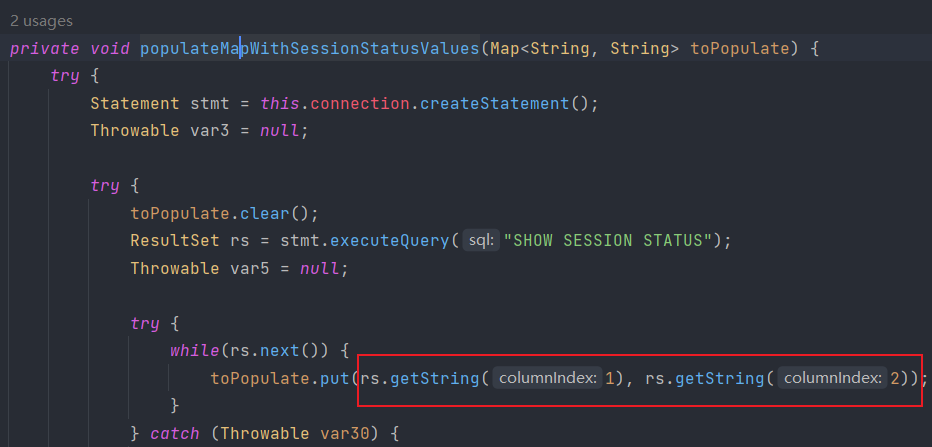 2 usages
private void populateMapWithSessionStatusValues(Map<String, String> toPopulate) {
try {
Statement stmt = this.connection.createStatement();
Throwable var3 = null;
try {
toPopulate.clear();
ResultSet rs = stmt.executeQuery( sql: "SHOW SESSION STATUS");
Throwable var5 = null;
try {
while(rs.next()) {
toPopulate.put(rs.getString( columnIndex: 1), rs.getString( columnIndex: 2));
}
} catch (Throwable var30) {